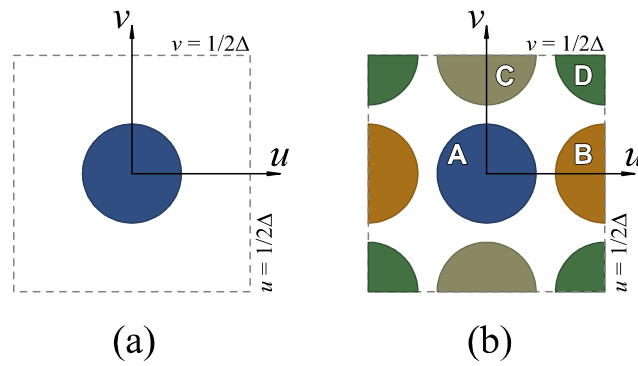 v
v = 1/2Δ
u
u = 1/2Δ
(a)
v
v = 1/2Δ
C
D
A
B
u
u = 1/2Δ
(b)